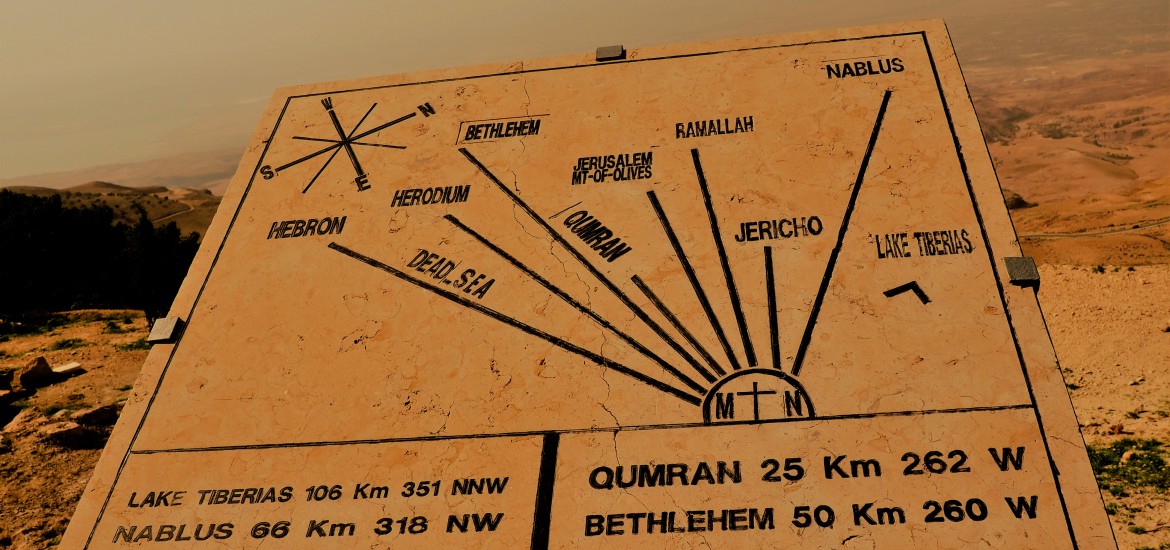 W
N
S
E
NABLUS
BETHLEHEM
RAMALLAH
JERUSALEM
MT-OF-OLIVES
HERODIUM
HEBRON
QUMRAN
JERICHO
DEAD SEA
LAKE TIBERIAS
M N
LAKE TIBERIAS 106 Km 351 NNW
NABLUS 66 Km 318 NW
QUMRAN 25 Km 262 W
BETHLEHEM 50 Km 260 W